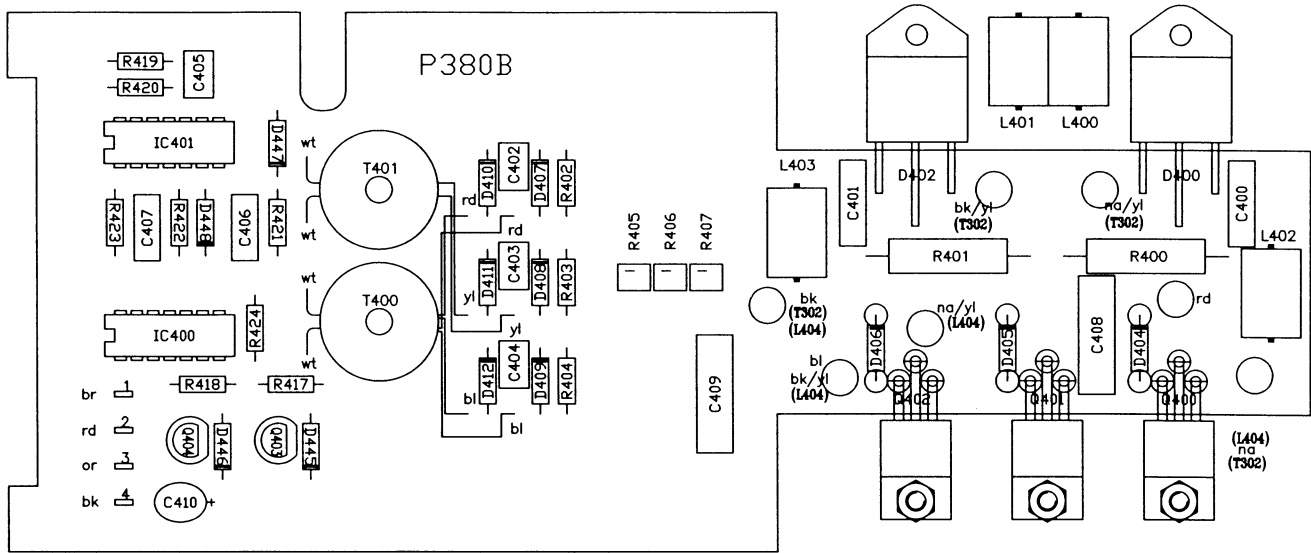 P380B
R419
R420
C405
IC401
D447
wt
T401
wt
R423
C407
R422
D448
C406
R421
D410
C402
D407
R402
rd
rd
D411
C403
D408
R403
yl
yl
wt
T400
wt
IC400
R424
D412
C404
D409
R404
bl
bl
R418
R417
br 1
rd 2
or 3
bk 4
Q404
D446
Q403
D445
C410 +
R405
R406
R407
C409
L403
C401
D402
L401
L400
D400
C400
bk/yl
(T302)
na/yl
(T302)
L402
R401
R400
bk
(T302)
(L404)
na/yl
(L404)
rd
D406
D405
C408
D404
bl
bk/yl
(L404)
Q402
Q401
Q400
(L404)
na
(T302)